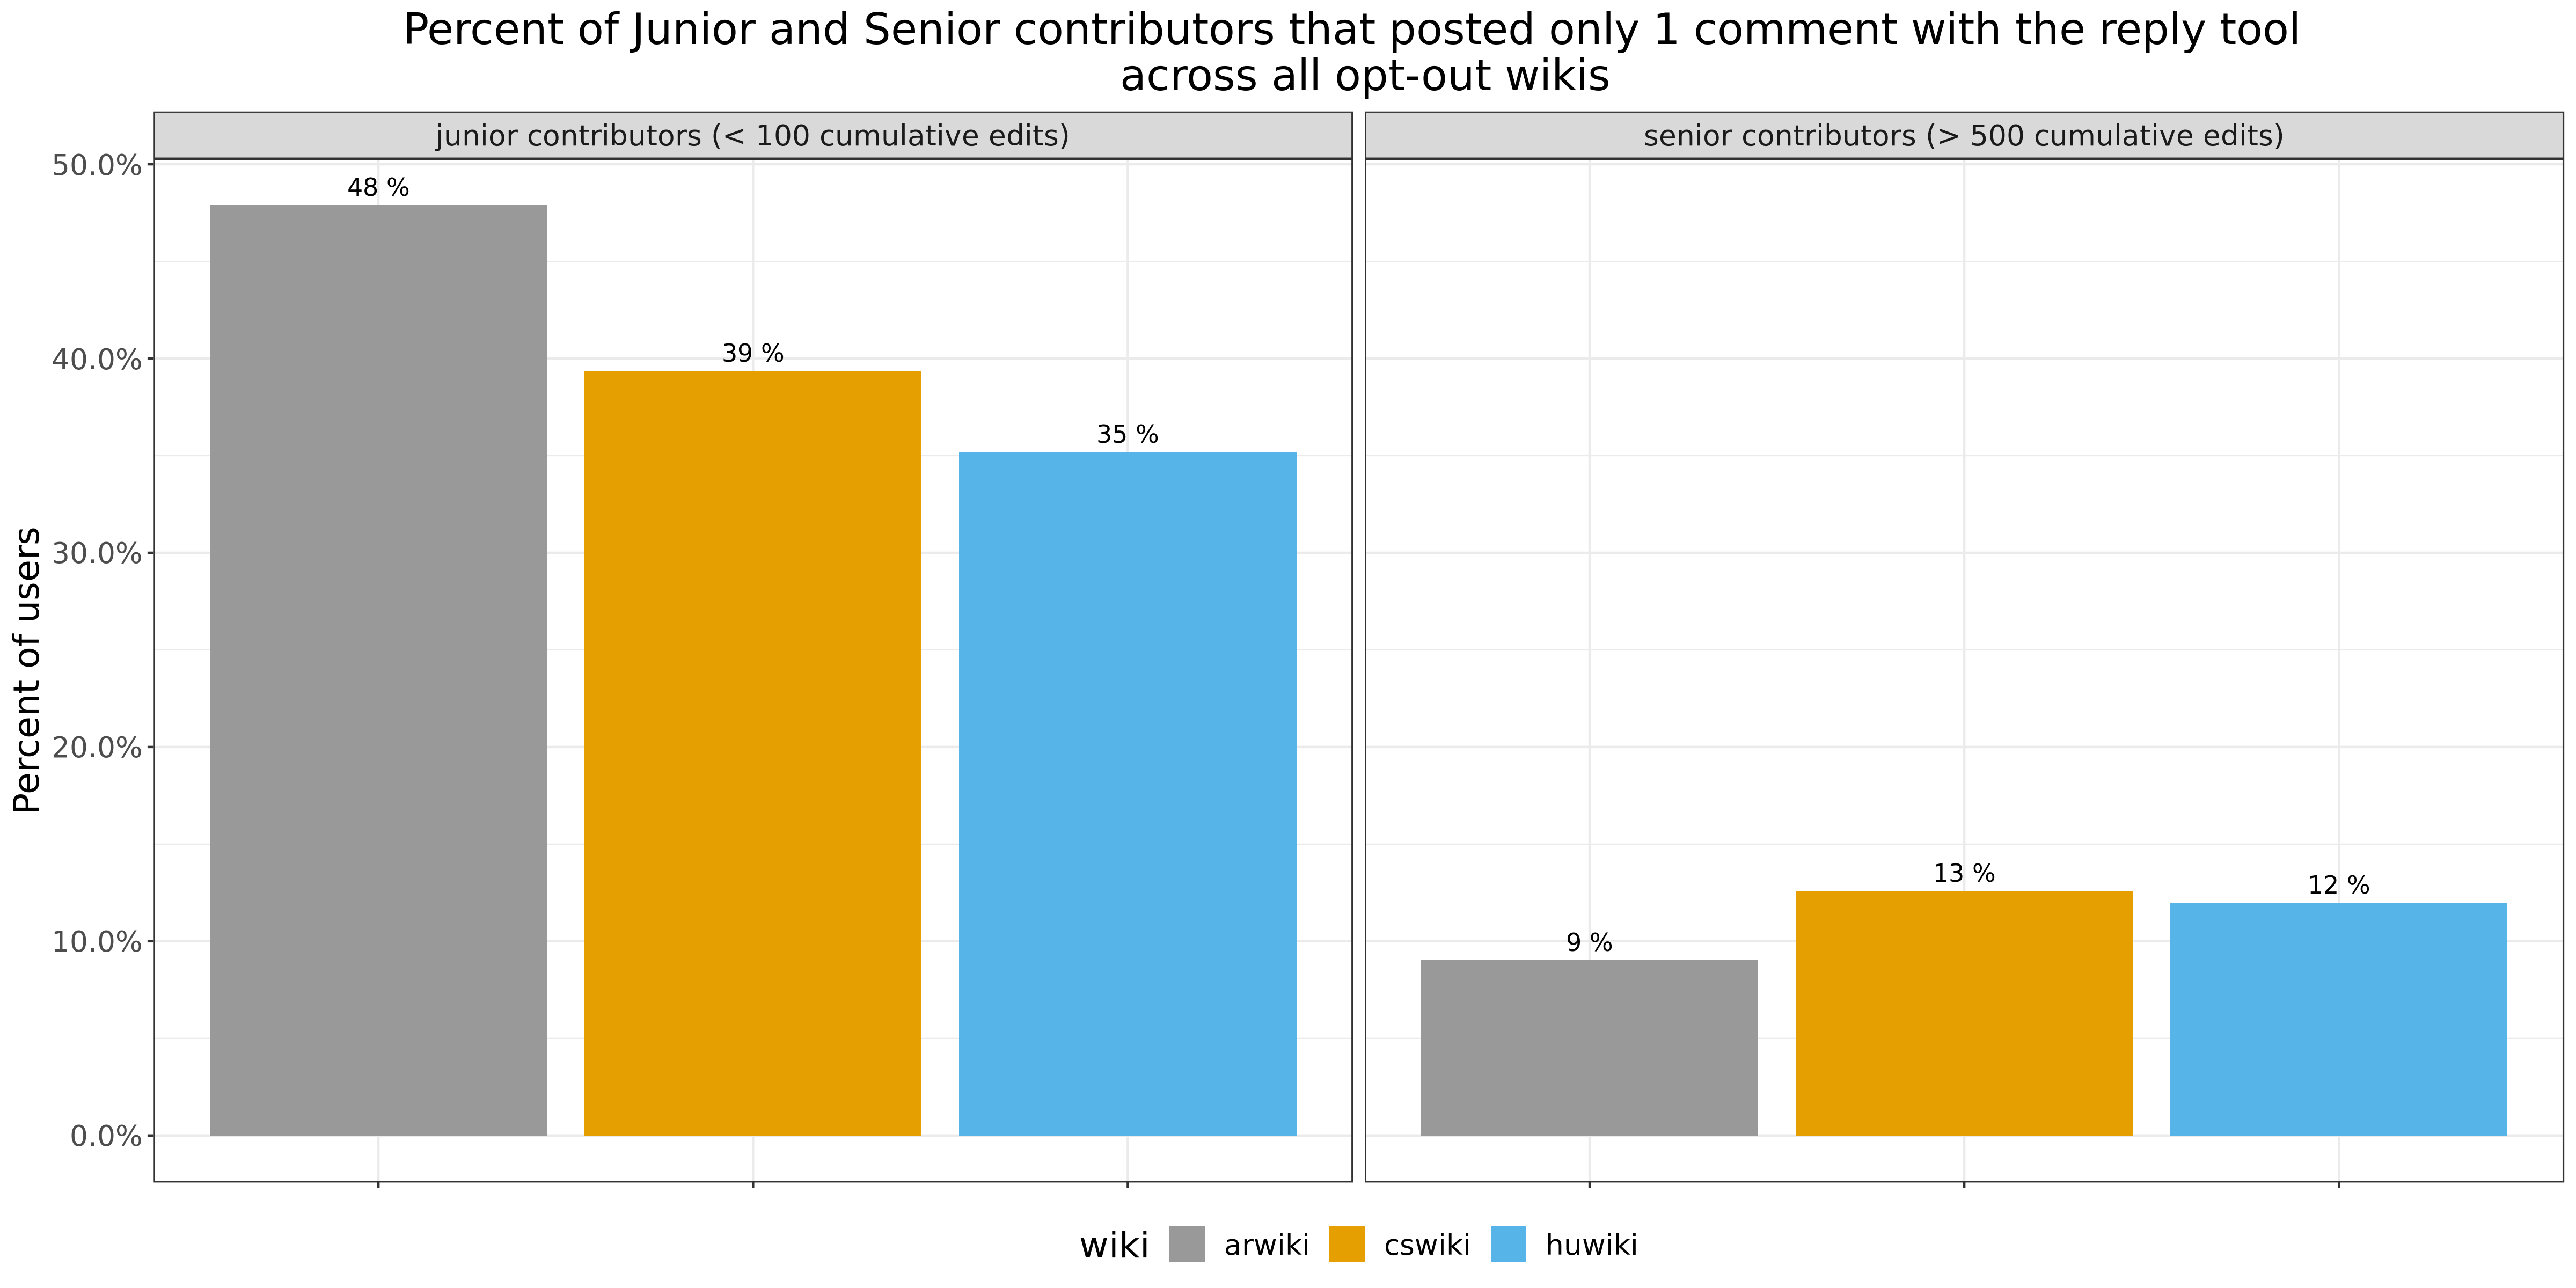 Percent of Junior and Senior contributors that posted only 1 comment with the reply tool
across all opt-out wikis
junior contributors (< 100 cumulative edits)
senior contributors (> 500 cumulative edits)
Percent of users
50.0%
40.0%
30.0%
20.0%
10.0%
0.0%
48 %
39 %
35 %
9 %
13 %
12 %
wiki arwiki cswiki huwiki